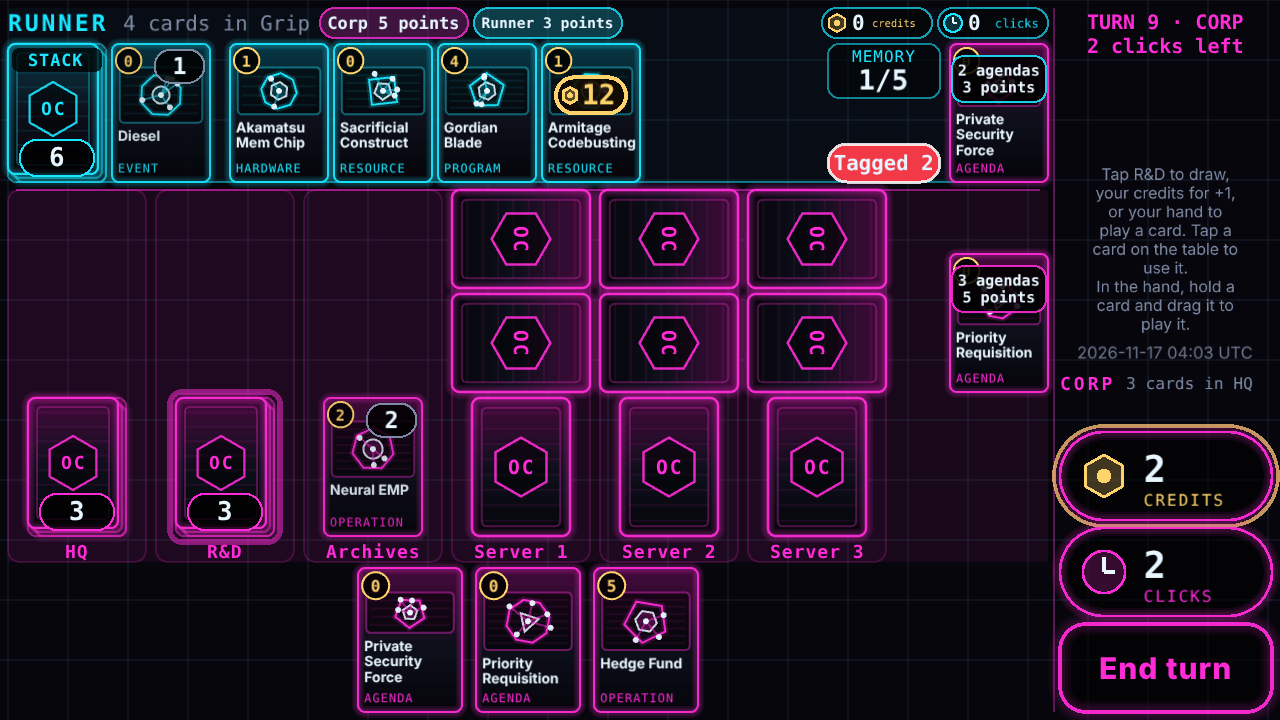 RUNNER 4 cards in Grip Corp 5 points Runner 3 points 0 credits 0 clicks
TURN 9 · CORP
2 clicks left
STACK
OC
6
0
1
Diesel
EVENT
1
Akamatsu
Mem Chip
HARDWARE
0
Sacrificial
Construct
RESOURCE
4
Gordian
Blade
PROGRAM
1
12
Armitage
Codebusting
RESOURCE
MEMORY
1/5
Tagged 2
2 agendas
3 points
Private
Security
Force
AGENDA
Tap R&D to draw,
your credits for +1,
or your hand to
play a card. Tap a
card on the table to
use it.
In the hand, hold a
card and drag it to
play it.
2026-11-17 04:03 UTC
CORP 3 cards in HQ
OC
OC
OC
OC
OC
OC
3 agendas
5 points
Priority
Requisition
AGENDA
OC
3
HQ
OC
3
R&D
2
2
Neural EMP
OPERATION
Archives
OC
Server 1
OC
Server 2
OC
Server 3
2
CREDITS
2
CLICKS
End turn
0
Private
Security
Force
AGENDA
0
Priority
Requisition
AGENDA
5
Hedge Fund
OPERATION